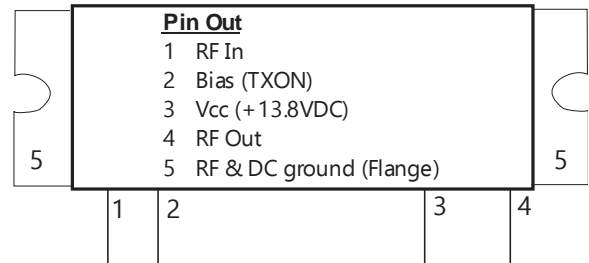 Pin Out
1 RF In
2 Bias (TXON)
3 Vcc (+13.8VDC)
4 RF Out
5 RF & DC ground (Flange)
5 5
1 2 3 4